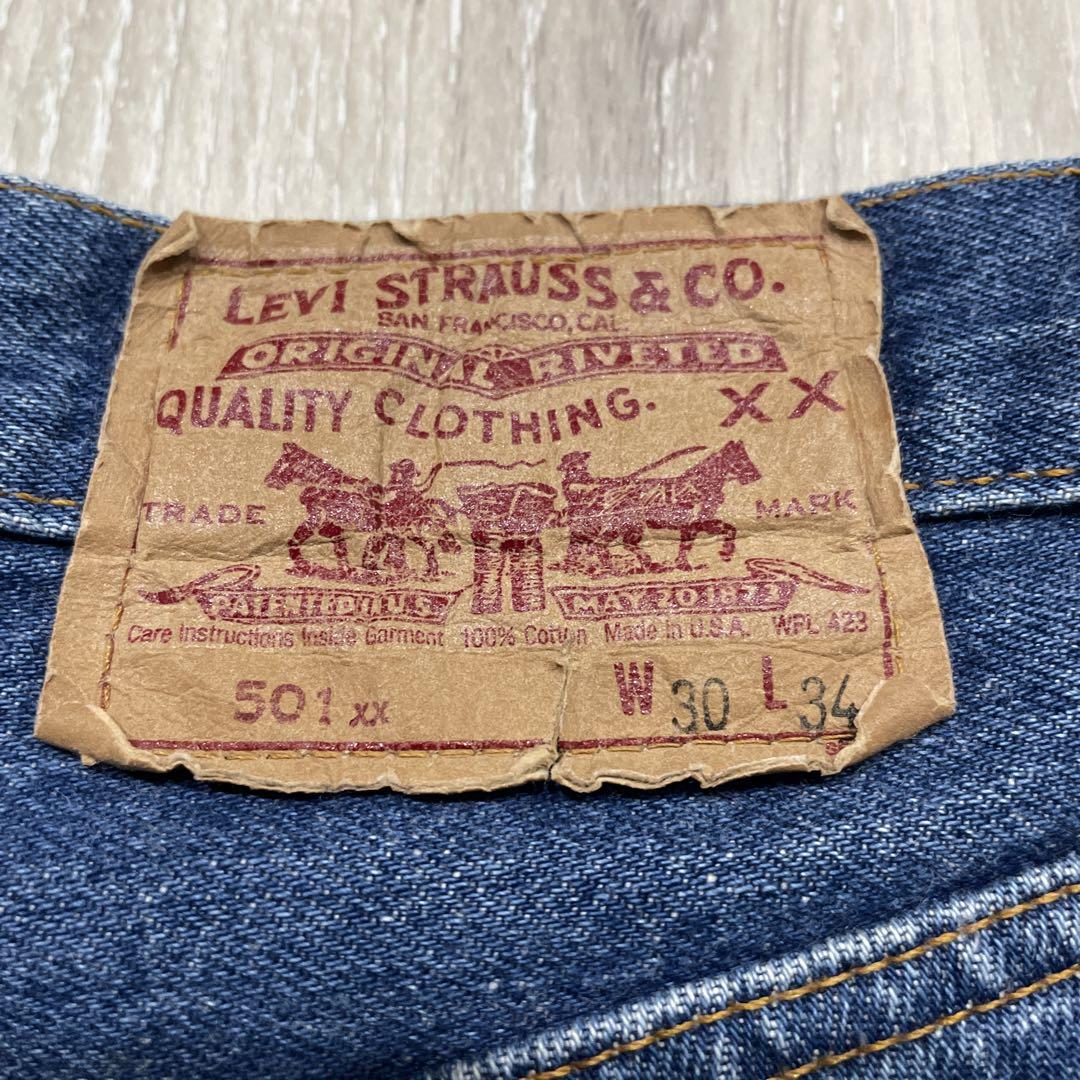 LEVI STRAUSS & CO.
SAN FRANCISCO, CAL.
ORIGINAL RIVETED
QUALITY CLOTHING. XX
TRADE MARK
PATENTED IN U.S. MAY 20 1873
Care Instructions Inside Garment 100% Cotton Made in U.S.A. WPL 423
501 XX W 30 L 34